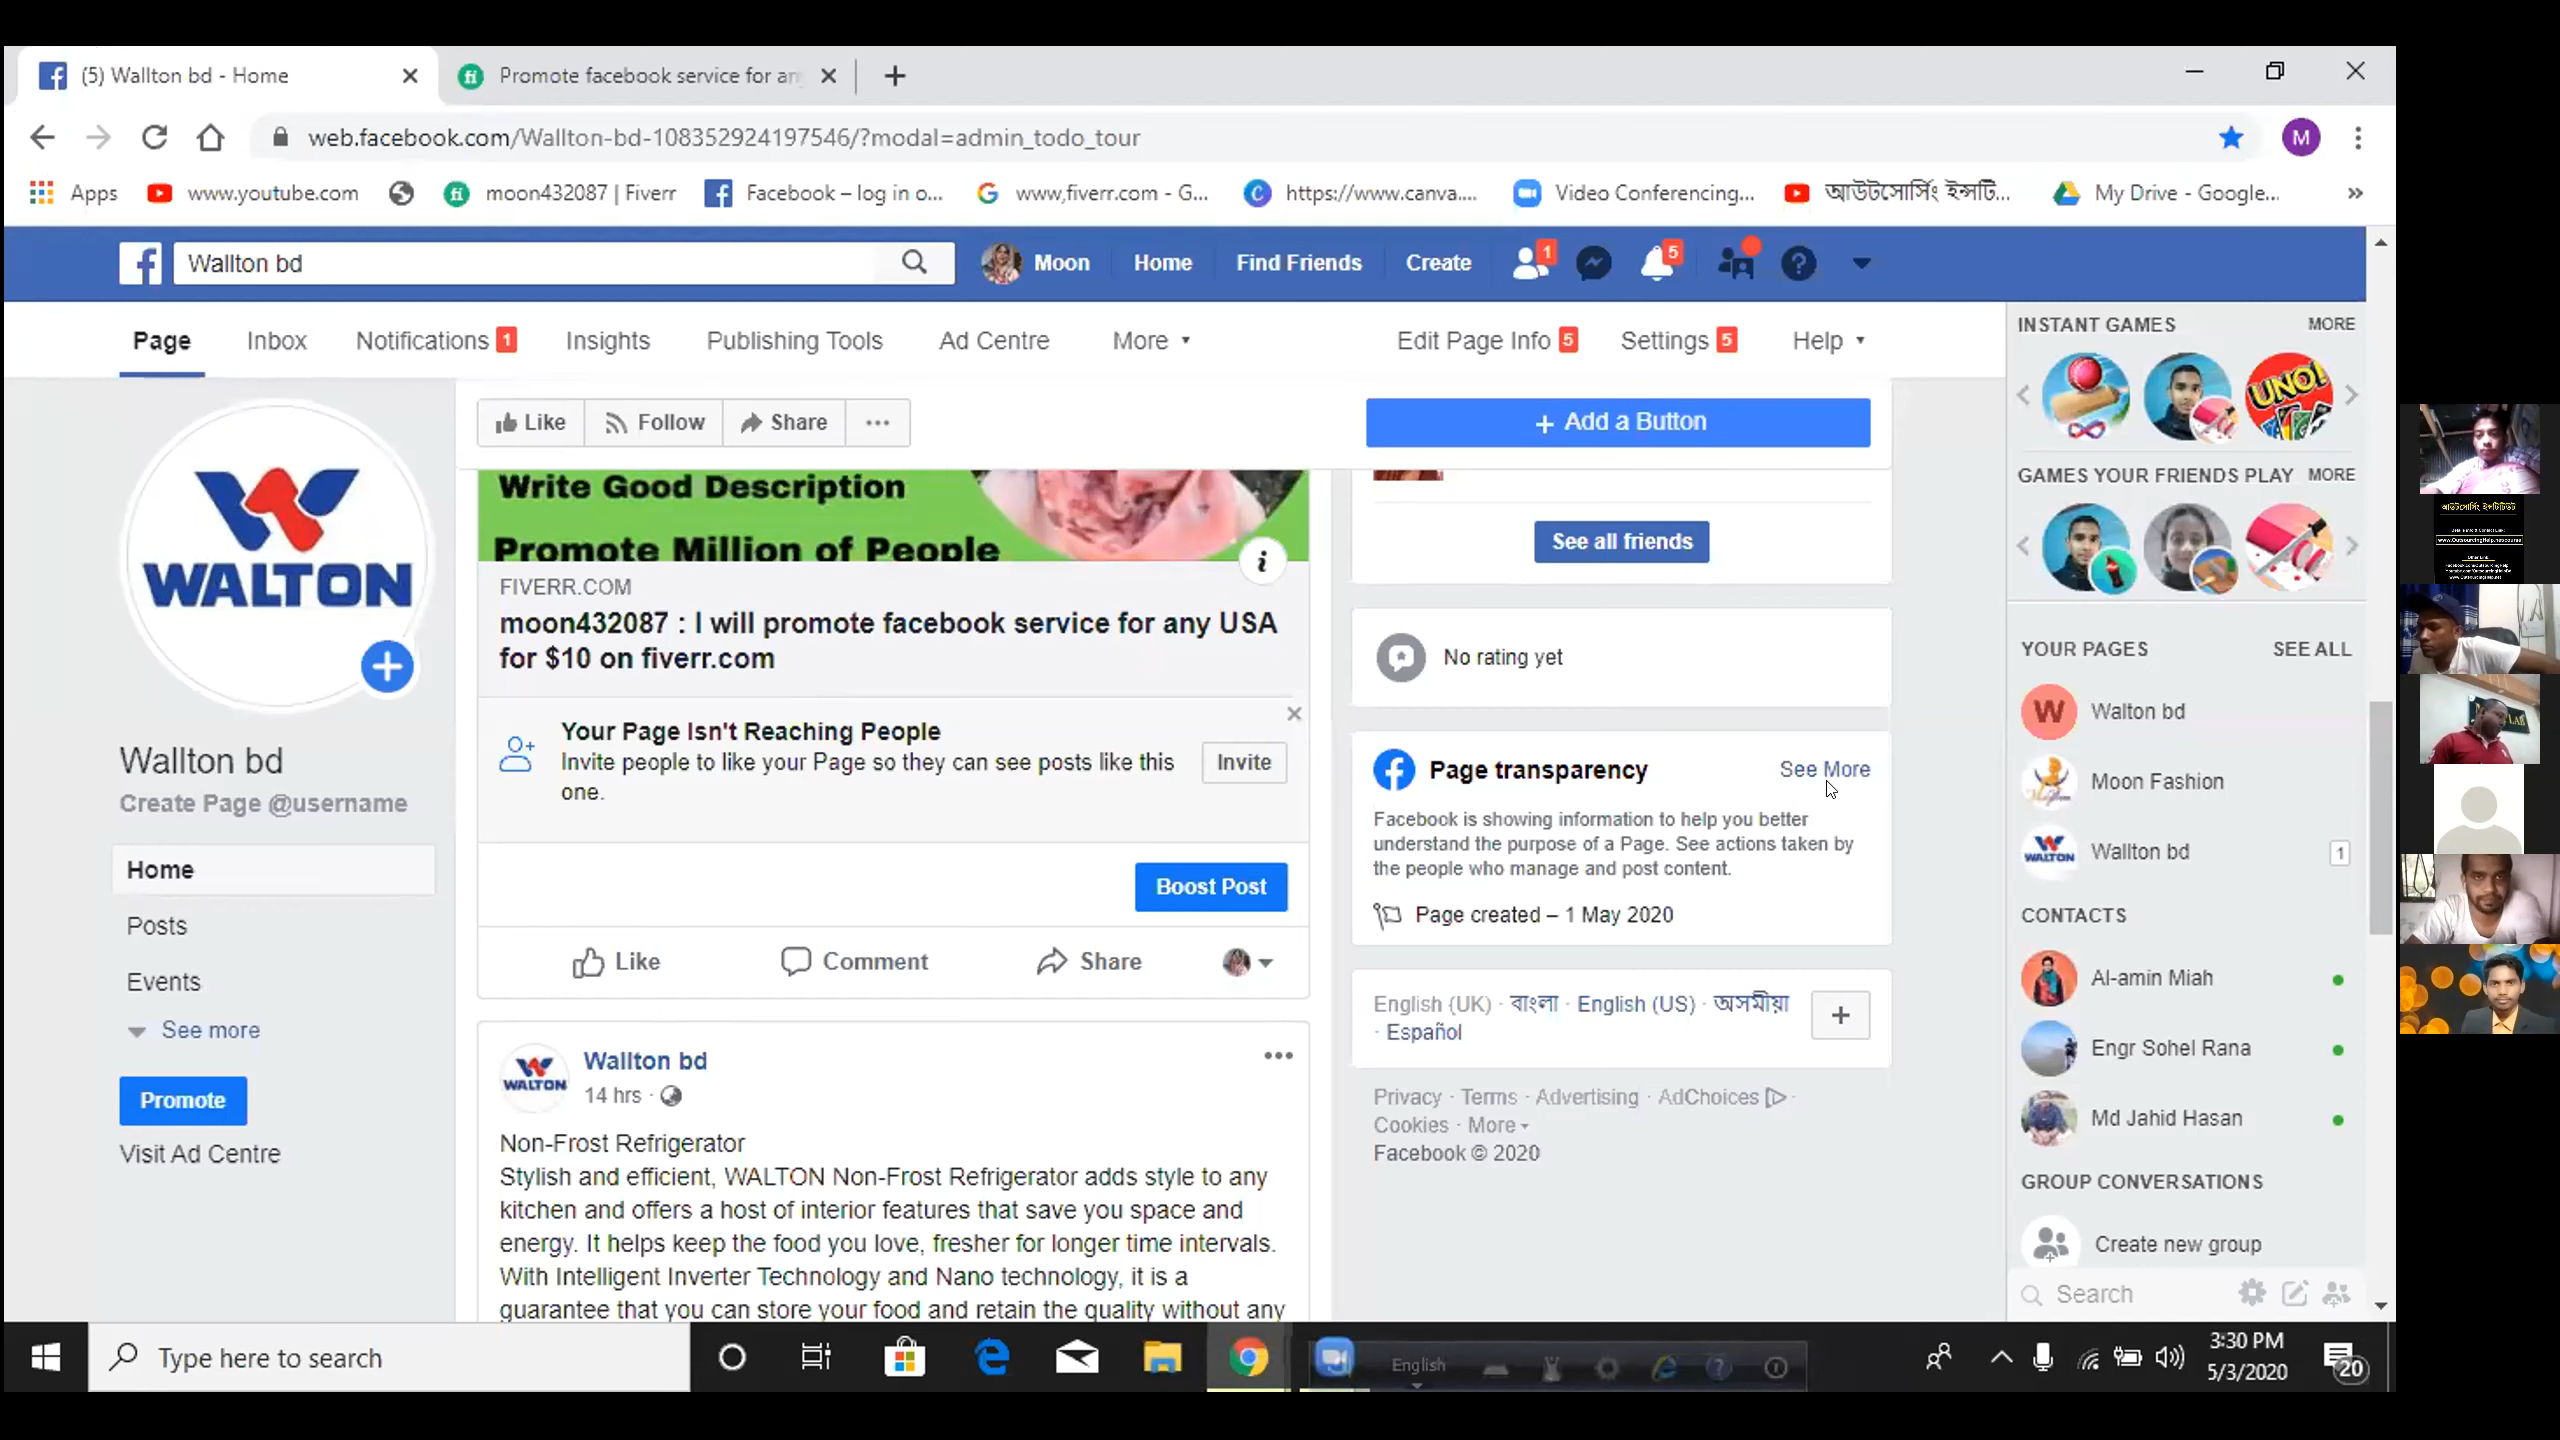 (5) Wallton bd - Home
Promote facebook service for an
web.facebook.com/Wallton-bd-108352924197546/?modal=admin_todo_tour
M
Apps
www.youtube.com
moon432087 | Fiverr
Facebook – log in o...
www,fiverr.com - G...
https://www.canva....
Video Conferencing...
আউটসোর্সিং ইন্সটি...
My Drive - Google...
Wallton bd
Moon
Home
Find Friends
Create
1
5
Page
Inbox
Notifications 1
Insights
Publishing Tools
Ad Centre
More
Edit Page Info 5
Settings 5
Help
WALTON
Wallton bd
Create Page @username
Home
Posts
Events
See more
Promote
Visit Ad Centre
Like
Follow
Share
+ Add a Button
Write Good Description
Promote Million of People
FIVERR.COM
moon432087 : I will promote facebook service for any USA
for $10 on fiverr.com
Your Page Isn't Reaching People
Invite people to like your Page so they can see posts like this
one.
Invite
Boost Post
Like
Comment
Share
WALTON
Wallton bd
14 hrs ·
Non-Frost Refrigerator
Stylish and efficient, WALTON Non-Frost Refrigerator adds style to any
kitchen and offers a host of interior features that save you space and
energy. It helps keep the food you love, fresher for longer time intervals.
With Intelligent Inverter Technology and Nano technology, it is a
guarantee that you can store your food and retain the quality without any
See all friends
No rating yet
Page transparency
See More
Facebook is showing information to help you better
understand the purpose of a Page. See actions taken by
the people who manage and post content.
Page created – 1 May 2020
English (UK) · বাংলা · English (US) · অসমীয়া
· Español
Privacy · Terms · Advertising · AdChoices ·
Cookies · More
Facebook © 2020
INSTANT GAMES
MORE
UNO!
GAMES YOUR FRIENDS PLAY
MORE
YOUR PAGES
SEE ALL
W
Walton bd
Moon Fashion
WALTON
Wallton bd
1
CONTACTS
Al-amin Miah
Engr Sohel Rana
Md Jahid Hasan
GROUP CONVERSATIONS
Create new group
Search
Type here to search
English
3:30 PM
5/3/2020
20